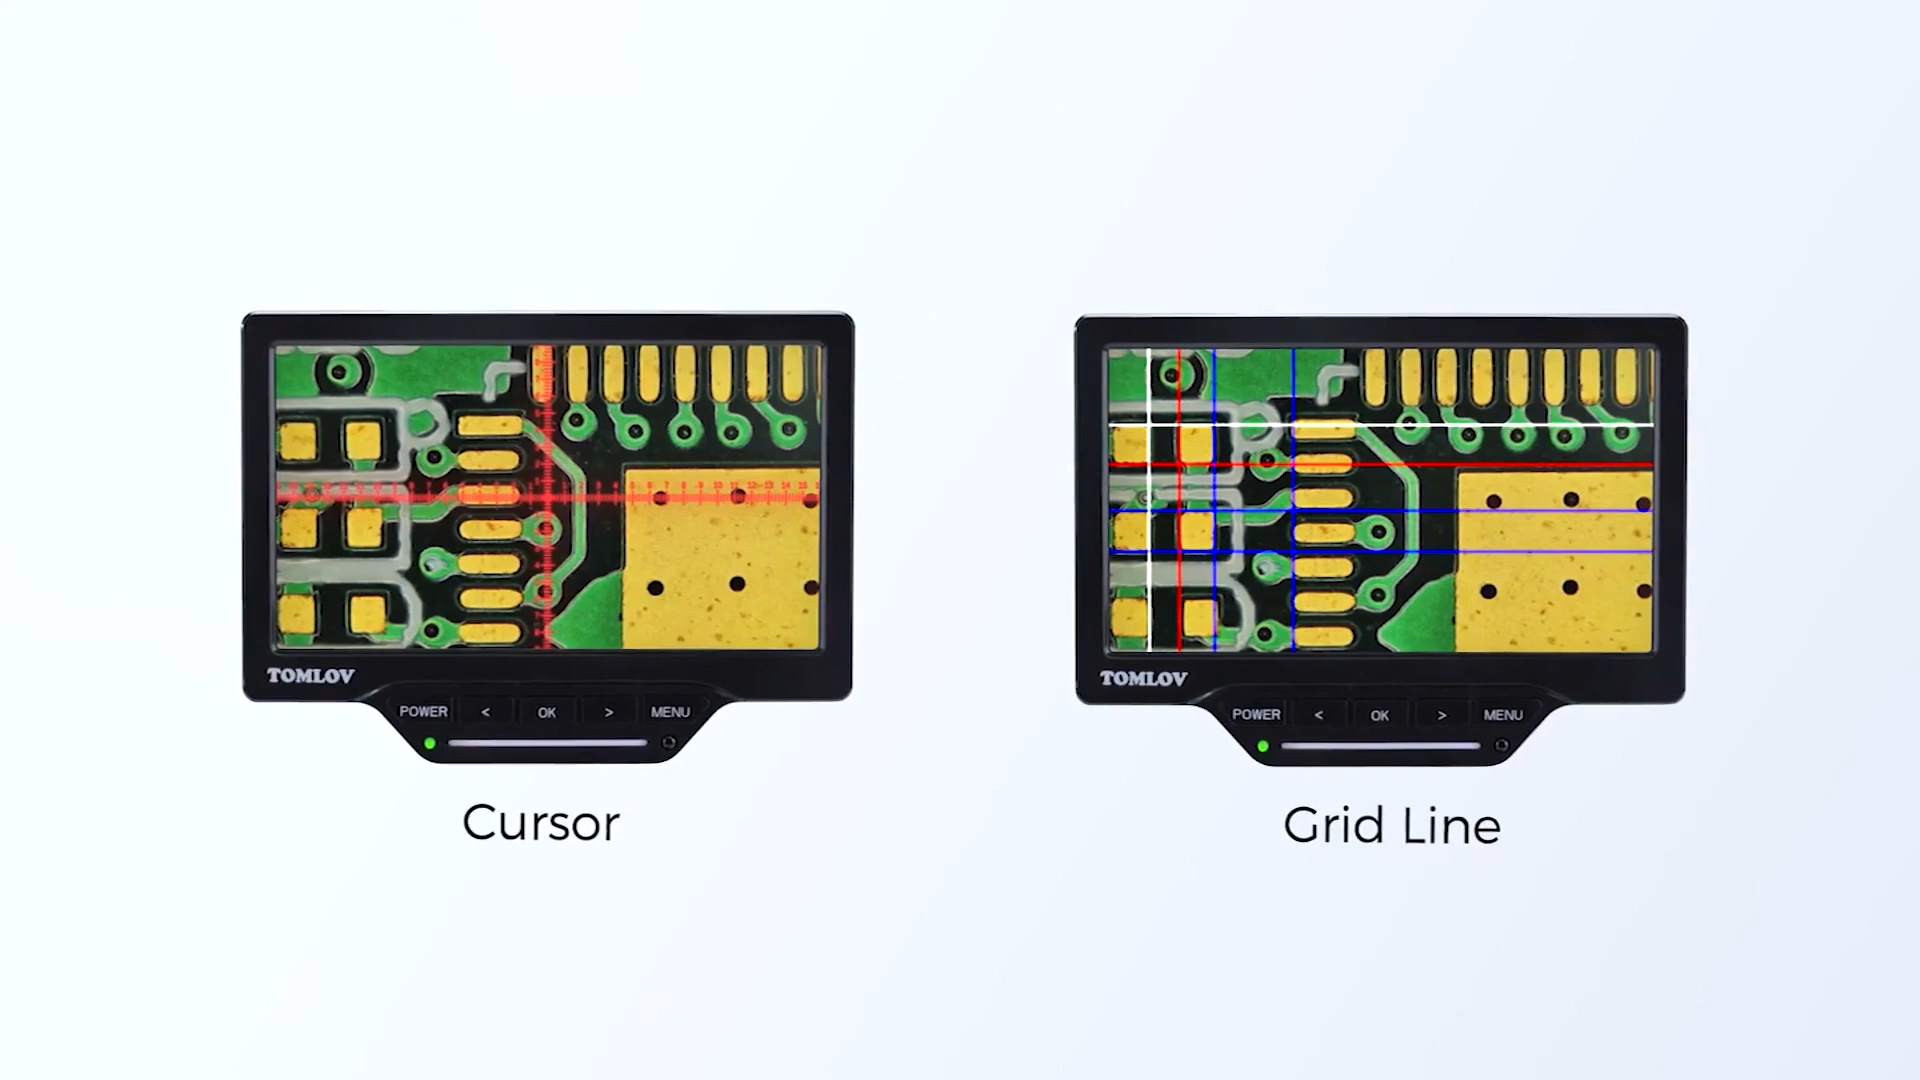 TOMLOV
POWER < OK > MENU
Cursor
TOMLOV
POWER < OK > MENU
Grid Line